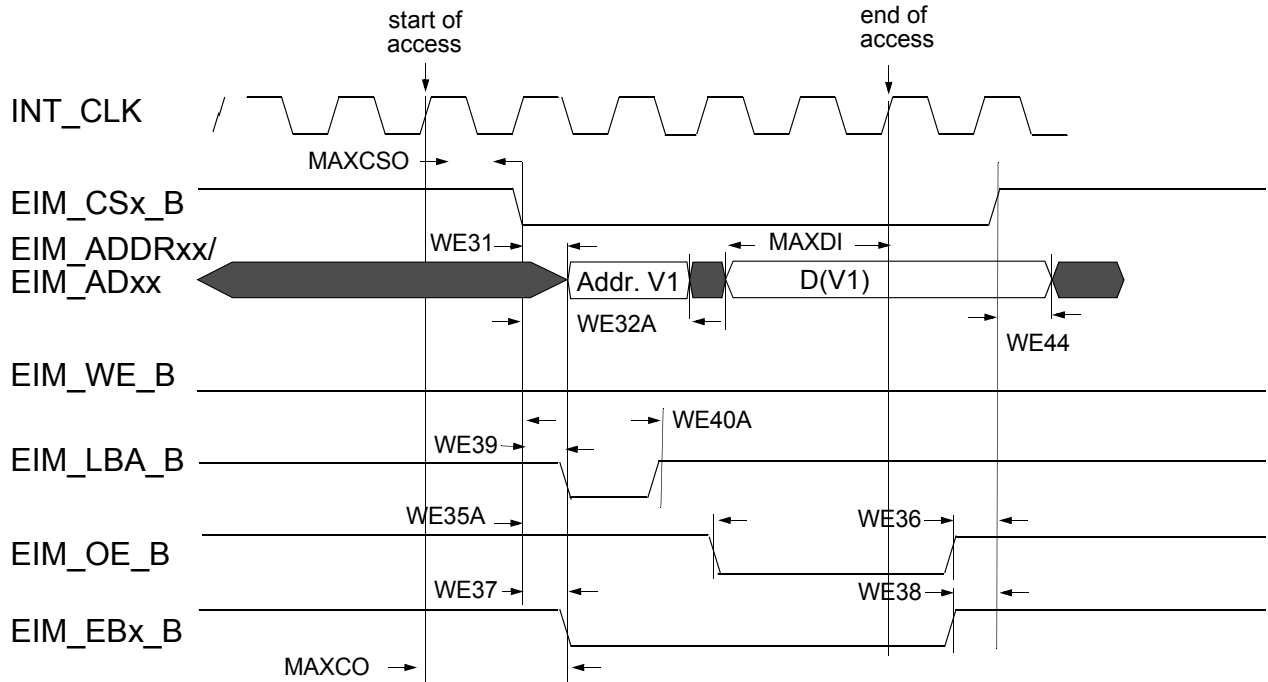 start of
access
end of
access
INT_CLK
MAXCSO
EIM_CSx_B
EIM_ADDRxx/
EIM_ADxx
WE31
MAXDI
Addr. V1
D(V1)
WE32A
WE44
EIM_WE_B
WE40A
WE39
EIM_LBA_B
WE35A
WE36
EIM_OE_B
WE37
WE38
EIM_EBx_B
MAXCO